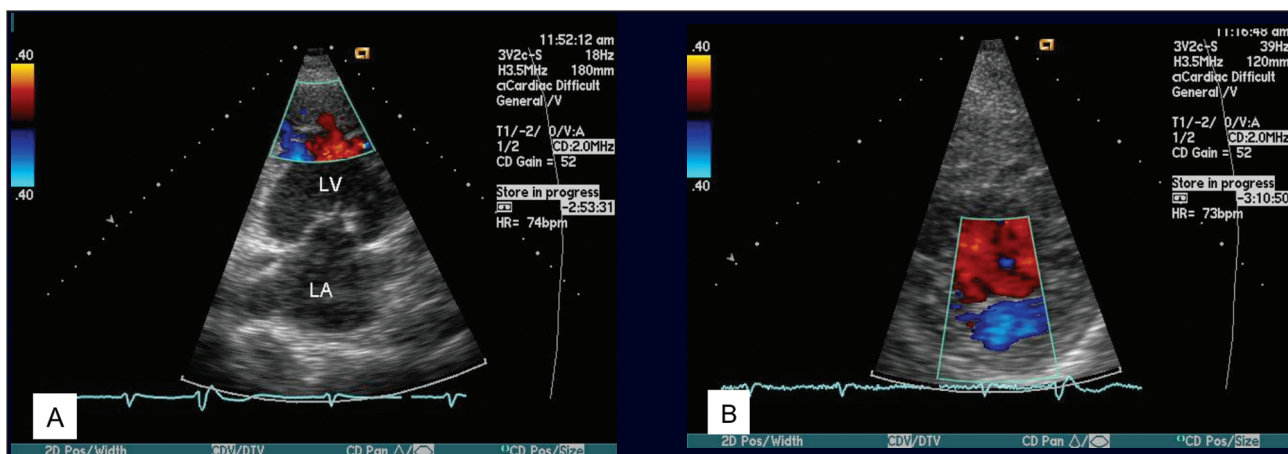 .40
.40
11:52:12 am
3V2c-S 18Hz
H3.5MHz 180mm
Cardiac Difficult
General /V
T1/-2/ 0/V:A
1/2 CD:2.0MHz
CD Gain = 52
Store in progress
-2:53:31
HR= 74bpm
LV
LA
A
2D Pos/Width CDV/DTV CD Pan CD Pos/Size
.40
.40
11:16:48 am
3V2c-S 39Hz
H3.5MHz 120mm
Cardiac Difficult
General /V
T1/-2/ 0/V:A
1/2 CD:2.0MHz
CD Gain = 52
Store in progress
-3:10:50
HR= 73bpm
B
2D Pos/Width CDV/DTV CD Pan CD Pos/Size